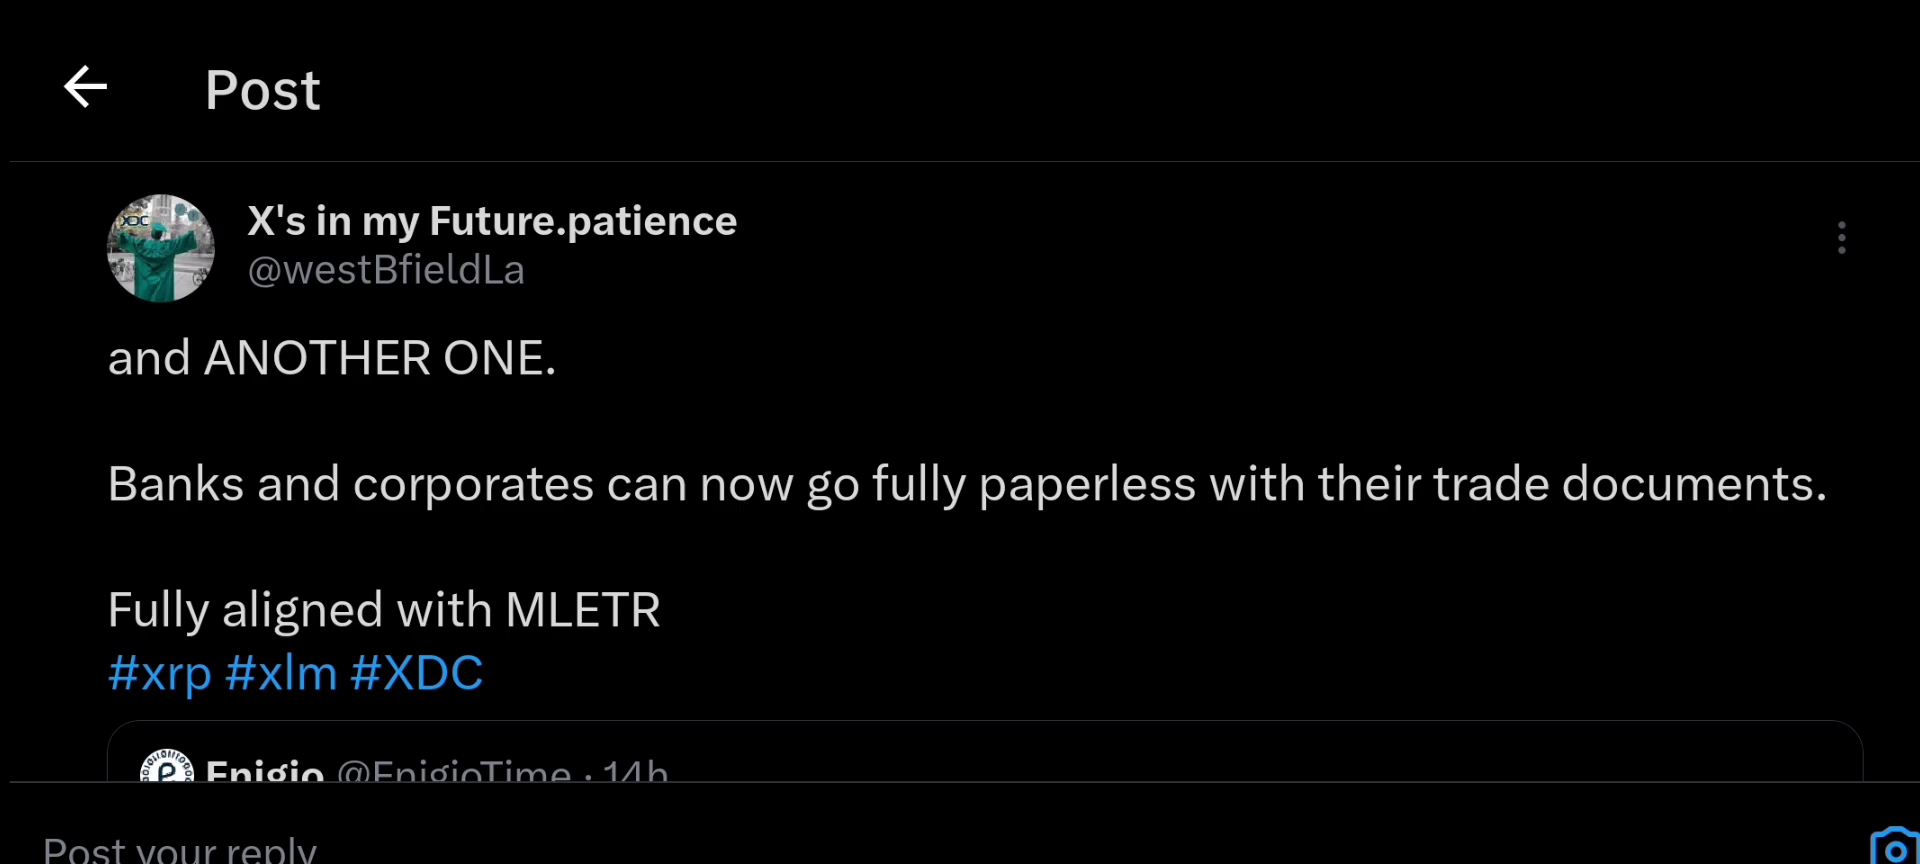 Post
XDC
X's in my Future.patience
@westBfieldLa
and ANOTHER ONE.
Banks and corporates can now go fully paperless with their trade documents.
Fully aligned with MLETR
#xrp #xlm #XDC
Enigio @EnigioTime · 14h
Post your reply